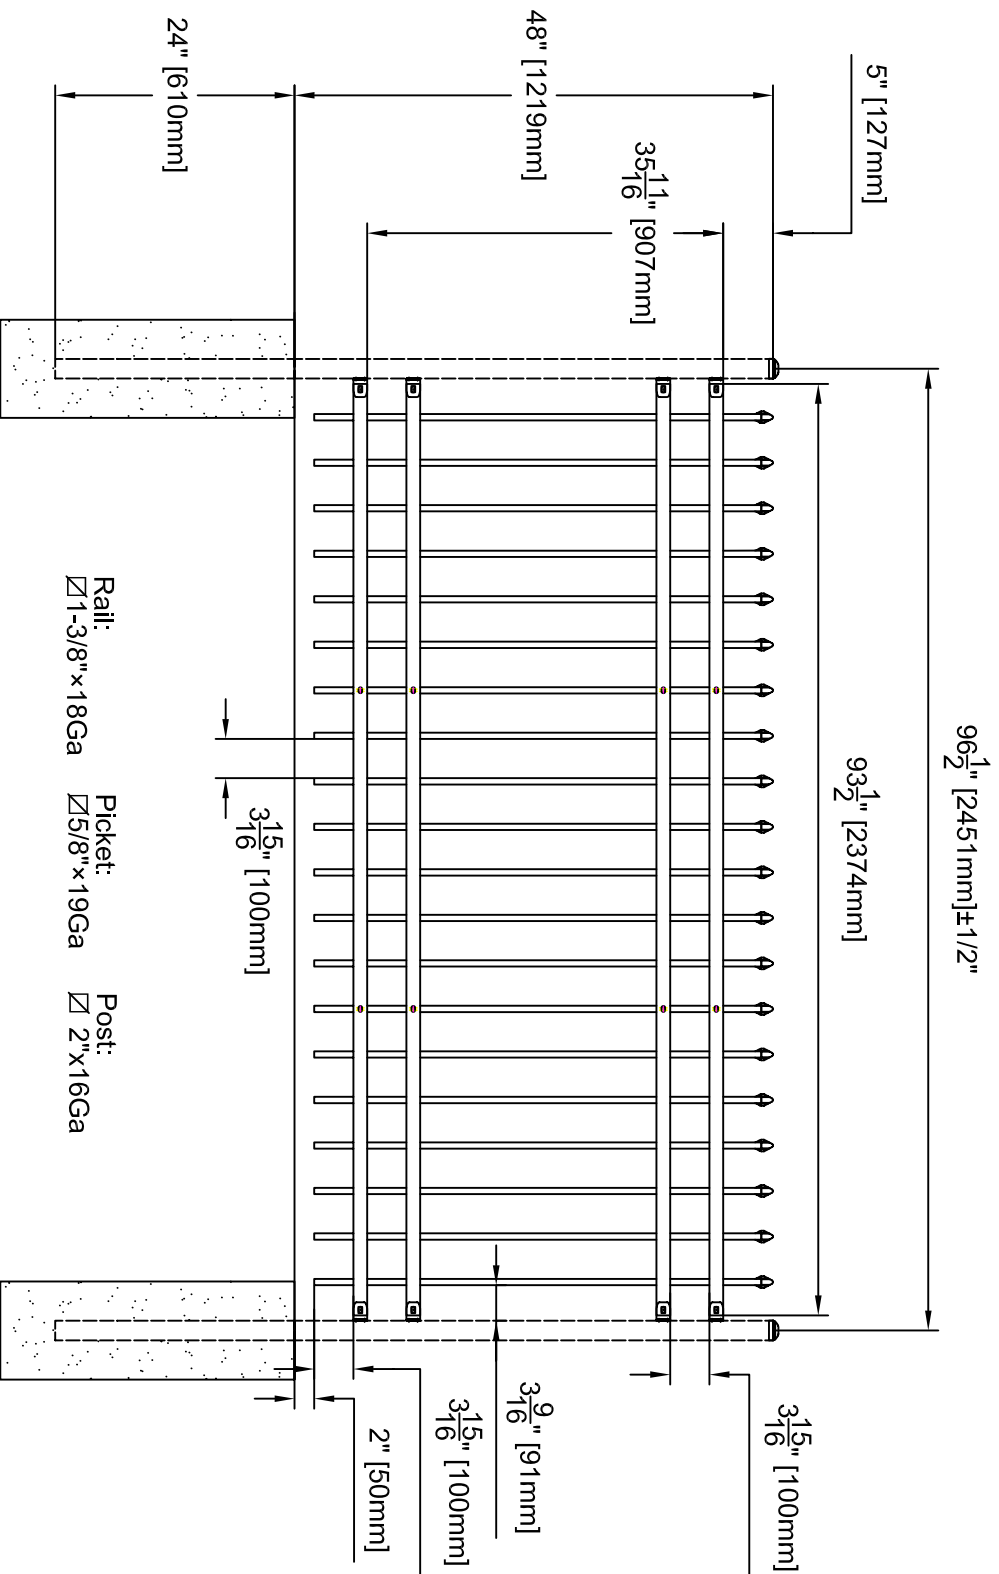 96 1/2" [2451mm]±1/2"
93 1/2" [2374mm]
5" [127mm]
48" [1219mm]
35 11/16" [907mm]
24" [610mm]
3 15/16" [100mm]
3 9/16" [91mm]
3 15/16" [100mm]
2" [50mm]
3 15/16" [100mm]
Rail:
⍁1-3/8"×18Ga
Picket:
⍁5/8"×19Ga
Post:
⍁ 2"x16Ga